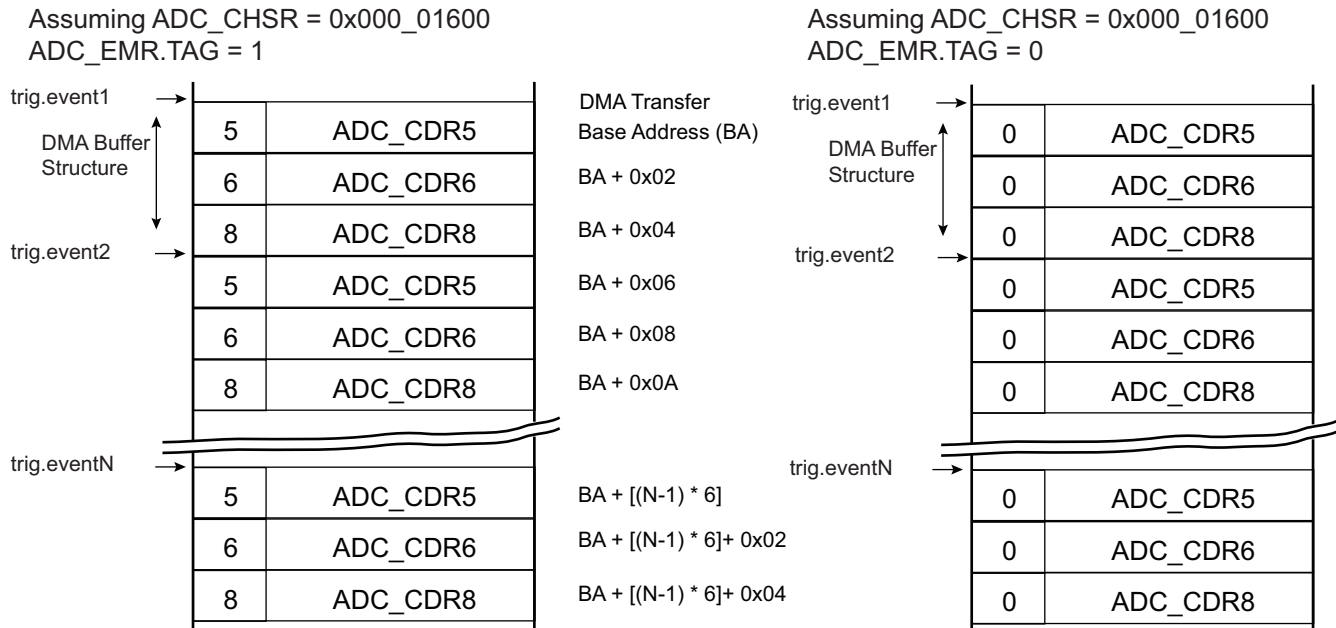 Assuming ADC_CHSR = 0x000_01600
ADC_EMR.TAG = 1
trig.event1
DMA Buffer
Structure
trig.event2
trig.eventN
5 ADC_CDR5
6 ADC_CDR6
8 ADC_CDR8
5 ADC_CDR5
6 ADC_CDR6
8 ADC_CDR8
5 ADC_CDR5
6 ADC_CDR6
8 ADC_CDR8
DMA Transfer
Base Address (BA)
BA + 0x02
BA + 0x04
BA + 0x06
BA + 0x08
BA + 0x0A
BA + [(N-1) * 6]
BA + [(N-1) * 6]+ 0x02
BA + [(N-1) * 6]+ 0x04
Assuming ADC_CHSR = 0x000_01600
ADC_EMR.TAG = 0
trig.event1
DMA Buffer
Structure
trig.event2
trig.eventN
0 ADC_CDR5
0 ADC_CDR6
0 ADC_CDR8
0 ADC_CDR5
0 ADC_CDR6
0 ADC_CDR8
0 ADC_CDR5
0 ADC_CDR6
0 ADC_CDR8